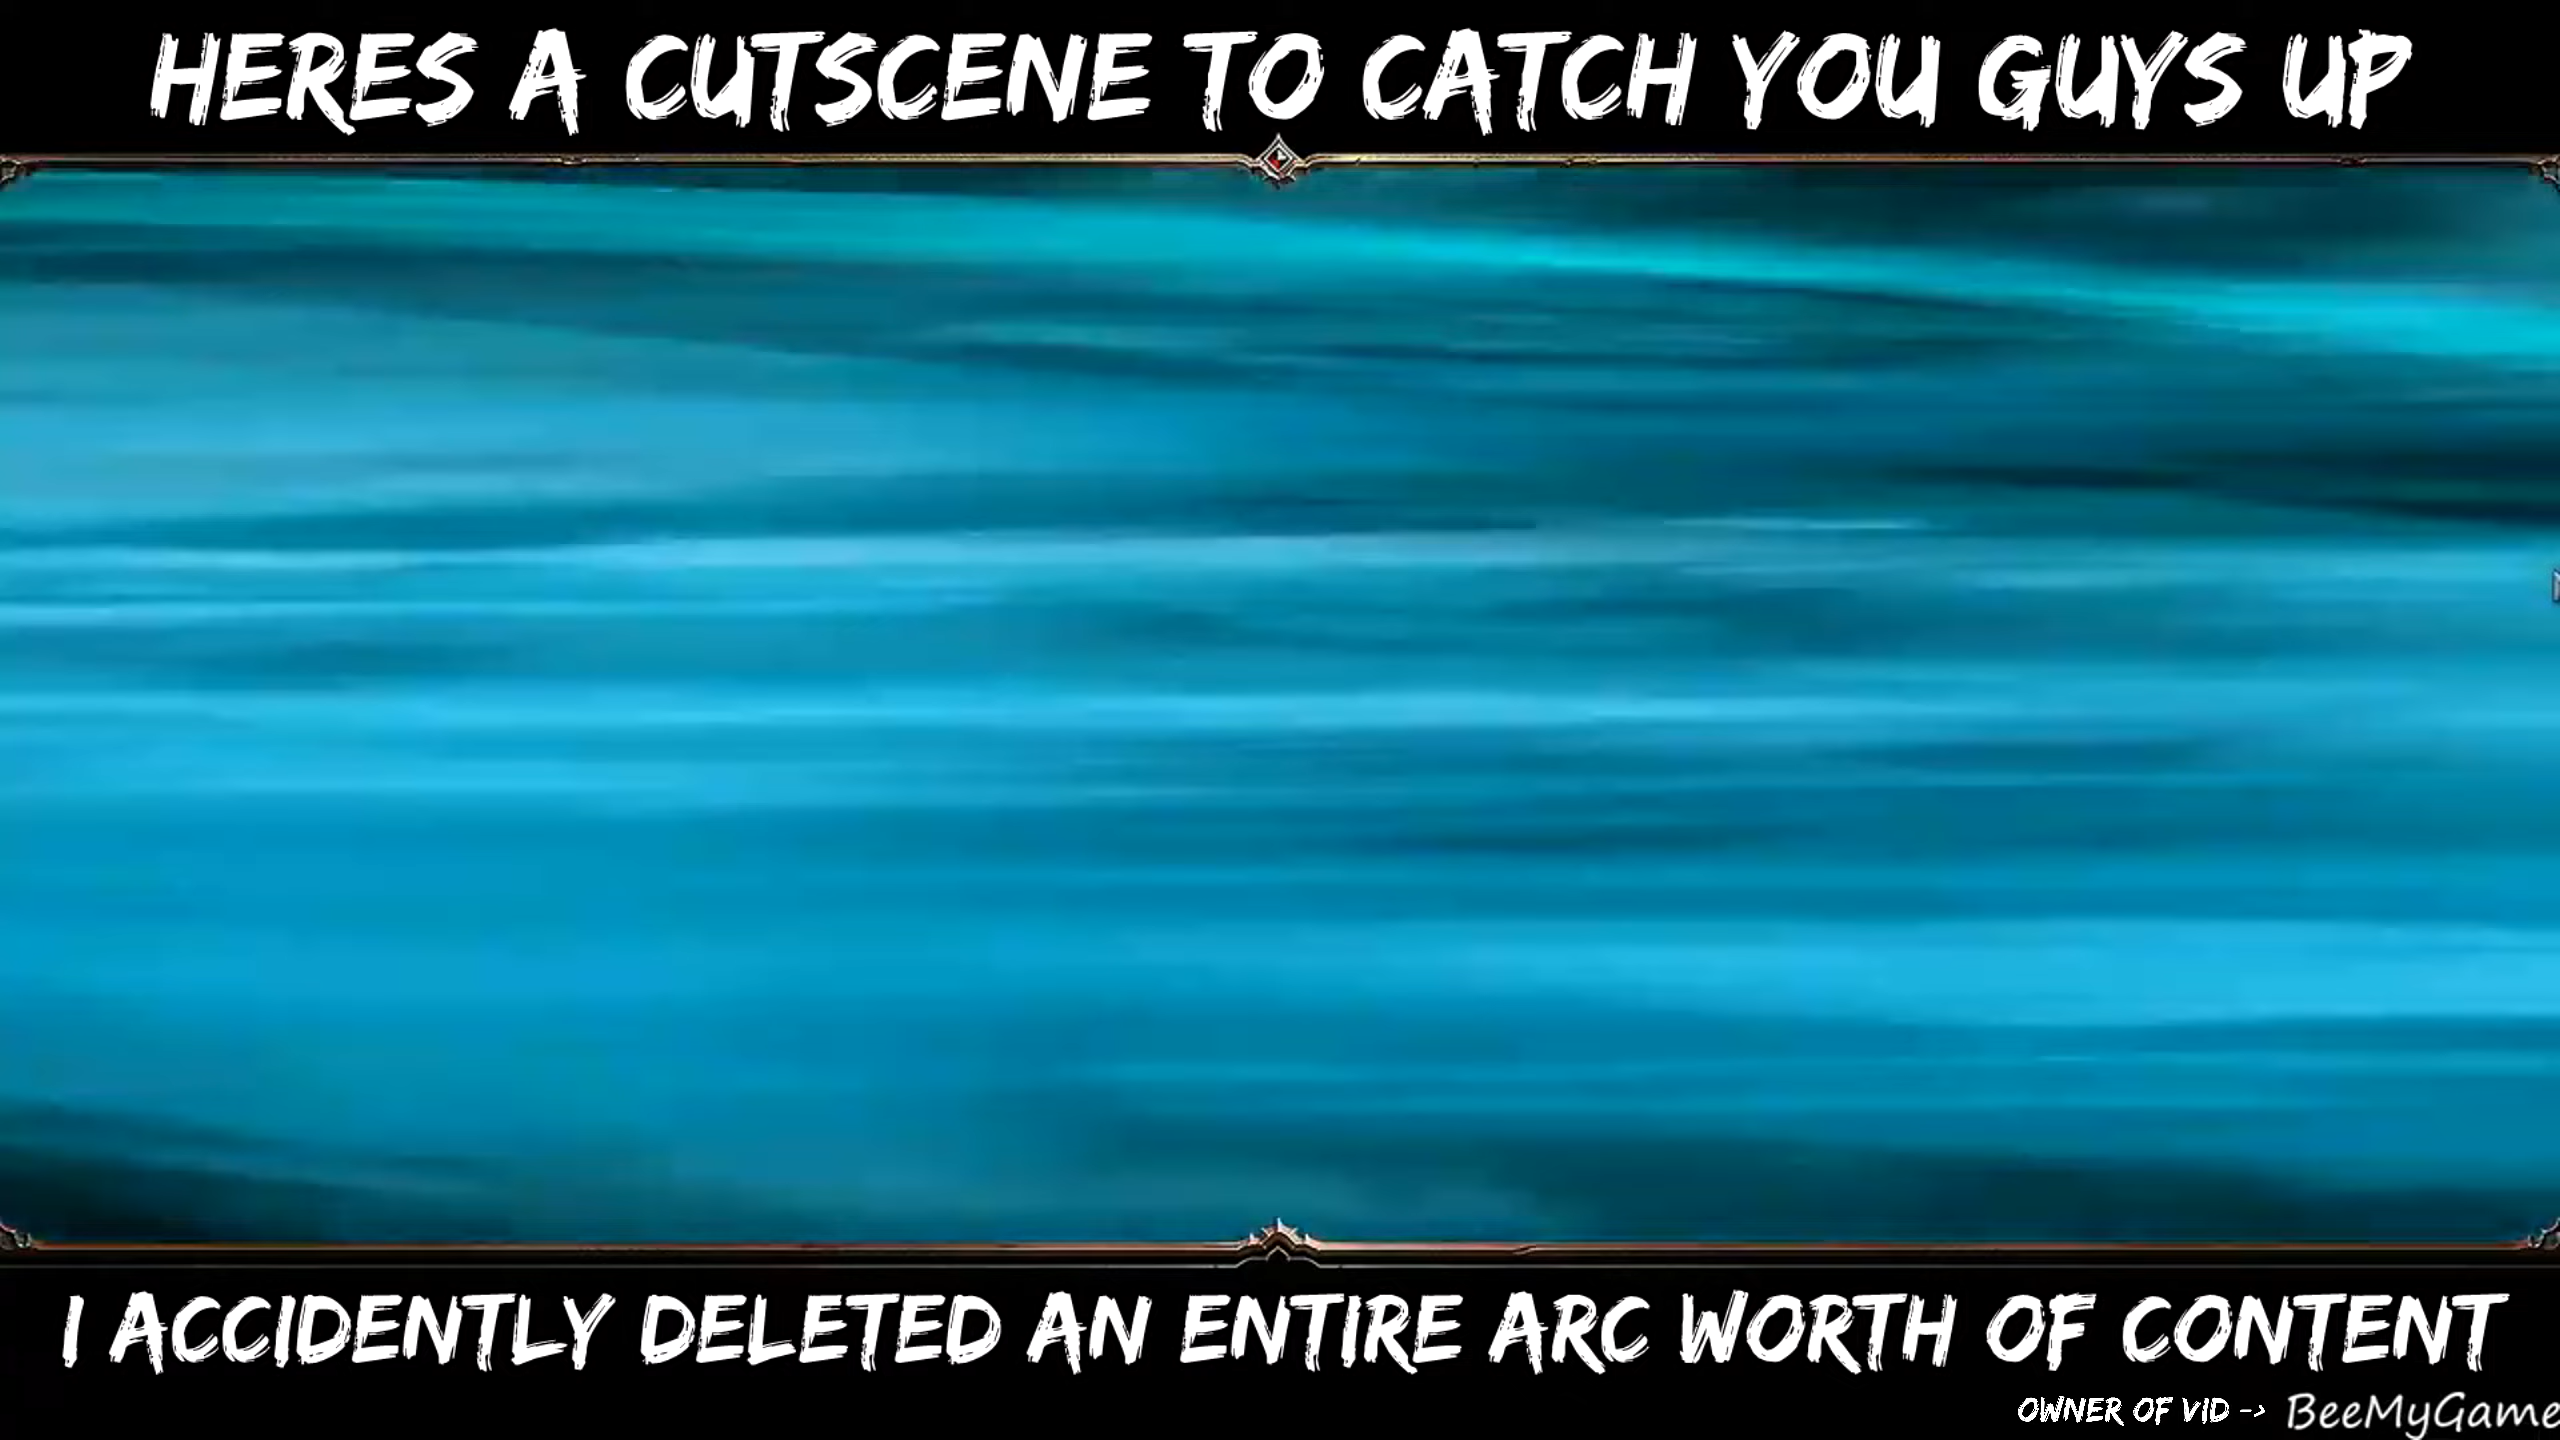 HERES A CUTSCENE TO CATCH YOU GUYS UP
I ACCIDENTLY DELETED AN ENTIRE ARC WORTH OF CONTENT
OWNER OF VID -> BeeMyGame